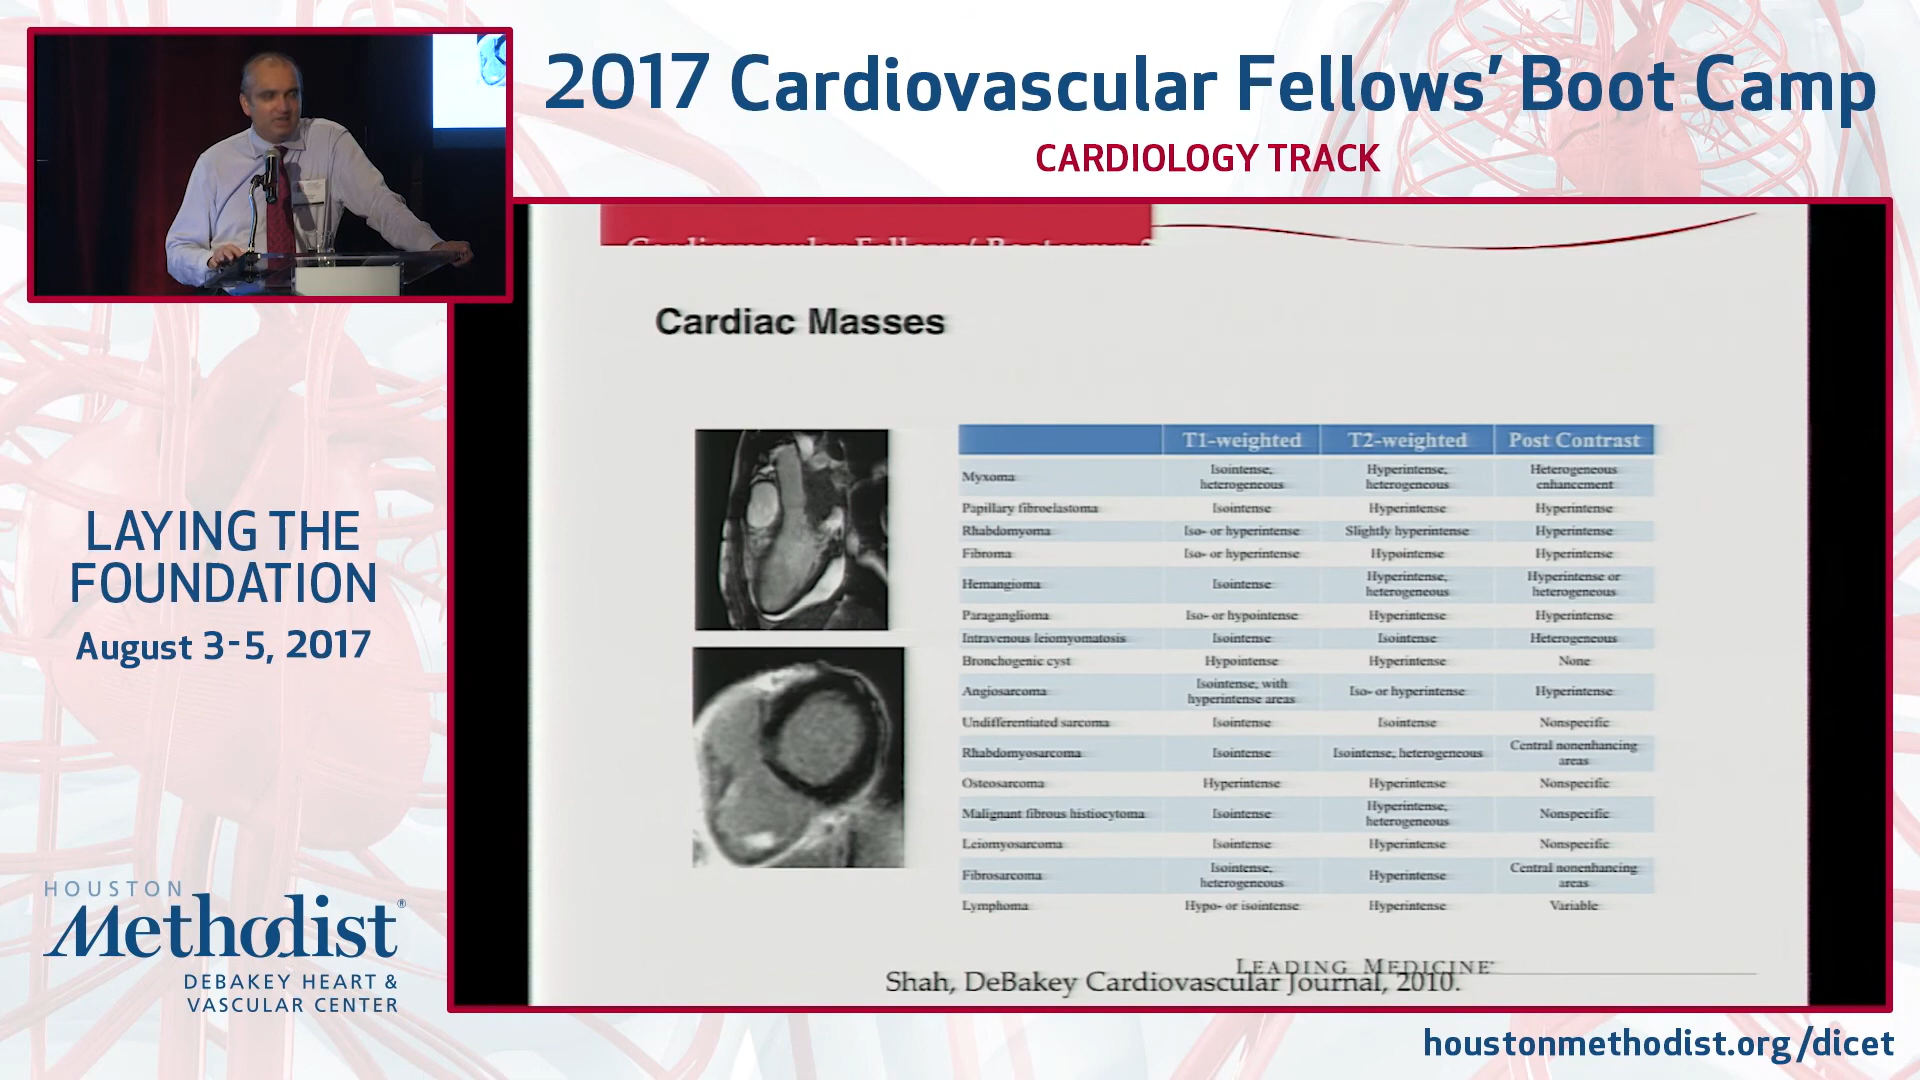 2017 Cardiovascular Fellows' Boot Camp
CARDIOLOGY TRACK
LAYING THE
FOUNDATION
August 3-5, 2017
HOUSTON
Methodist®
DEBAKEY HEART &
VASCULAR CENTER
Cardiovascular Fellows' Bootcamp
Cardiac Masses
T1-weighted T2-weighted Post Contrast
Myxoma Isointense, heterogeneous Hyperintense, heterogeneous Heterogeneous enhancement
Papillary fibroelastoma Isointense Hyperintense Hyperintense
Rhabdomyoma Iso- or hyperintense Slightly hyperintense Hyperintense
Fibroma Iso- or hyperintense Hypointense Hyperintense
Hemangioma Isointense Hyperintense, heterogeneous Hyperintense or heterogeneous
Paraganglioma Iso- or hypointense Hyperintense Hyperintense
Intravenous leiomyomatosis Isointense Isointense Heterogeneous
Bronchogenic cyst Hypointense Hyperintense None
Angiosarcoma Isointense, with hyperintense areas Iso- or hyperintense Hyperintense
Undifferentiated sarcoma Isointense Isointense Nonspecific
Rhabdomyosarcoma Isointense Isointense, heterogeneous Central nonenhancing areas
Osteosarcoma Hyperintense Hyperintense Nonspecific
Malignant fibrous histiocytoma Isointense Hyperintense, heterogeneous Nonspecific
Leiomyosarcoma Isointense Hyperintense Nonspecific
Fibrosarcoma Isointense, heterogeneous Hyperintense Central nonenhancing areas
Lymphoma Hypo- or isointense Hyperintense Variable
LEADING MEDICINE
Shah, DeBakey Cardiovascular Journal, 2010.
houstonmethodist.org/dicet